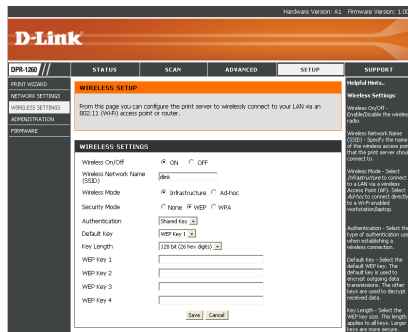 Hardware Version: A1 Firmware Version: 1.00
D-Link
DPR-1260
STATUS SCAN ADVANCED SETUP SUPPORT
PRINT WIZARD
NETWORK SETTINGS
WIRELESS SETTINGS
ADMINISTRATION
FIRMWARE
WIRELESS SETUP
From this page you can configure the print server to wirelessly connect to your LAN via an
802.11 (Wi-Fi) access point or router.
WIRELESS SETTINGS
Wireless On/Off ON OFF
Wireless Network Name
(SSID) dlink
Wireless Mode Infrastructure Ad-hoc
Security Mode None WEP WPA
Authentication Shared Key
Default Key WEP Key 1
Key Length 128 bit (26 hex digits)
WEP Key 1
WEP Key 2
WEP Key 3
WEP Key 4
Save Cancel
Helpful Hints..
Wireless Settings:
Wireless On/Off -
Enable/Disable the wireless
radio.
Wireless Network Name
(SSID) - Specify the name
of the wireless access point
that the print server should
connect to.
Wireless Mode - Select
Infrastructure to connect
to a LAN via a wireless
Access Point (AP). Select
Ad-hoc to connect directly
to a Wi-Fi enabled
workstation/laptop.
Authentication - Select the
type of authentication use
when establishing a
wireless connection.
Default Key - Select the
default WEP key. The
default key is used to
encrypt outgoing data
transmissions. The other
keys are used to decrypt
received data.
Key Length - Select the
WEP key size. This length
applies to all keys. Larger
keys are more secure.